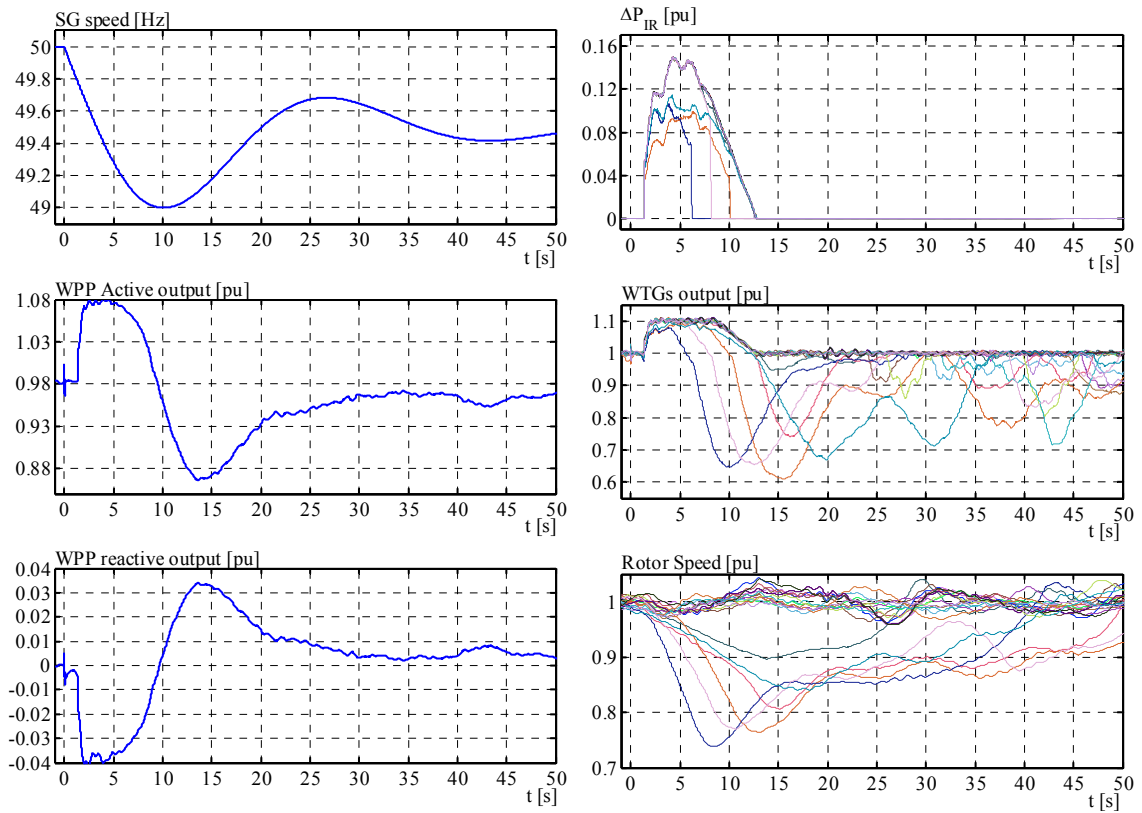 SG speed [Hz]
50
49.8
49.6
49.4
49.2
49
0 5 10 15 20 25 30 35 40 45 50
t [s]
ΔP_IR [pu]
0.16
0.12
0.08
0.04
0
0 5 10 15 20 25 30 35 40 45 50
t [s]
WPP Active output [pu]
1.08
1.03
0.98
0.93
0.88
0 5 10 15 20 25 30 35 40 45 50
t [s]
WTGs output [pu]
1.1
1
0.9
0.8
0.7
0.6
0 5 10 15 20 25 30 35 40 45 50
t [s]
WPP reactive output [pu]
0.04
0.03
0.02
0.01
0
-0.01
-0.02
-0.03
-0.04
0 5 10 15 20 25 30 35 40 45 50
t [s]
Rotor Speed [pu]
1
0.9
0.8
0.7
0 5 10 15 20 25 30 35 40 45 50
t [s]